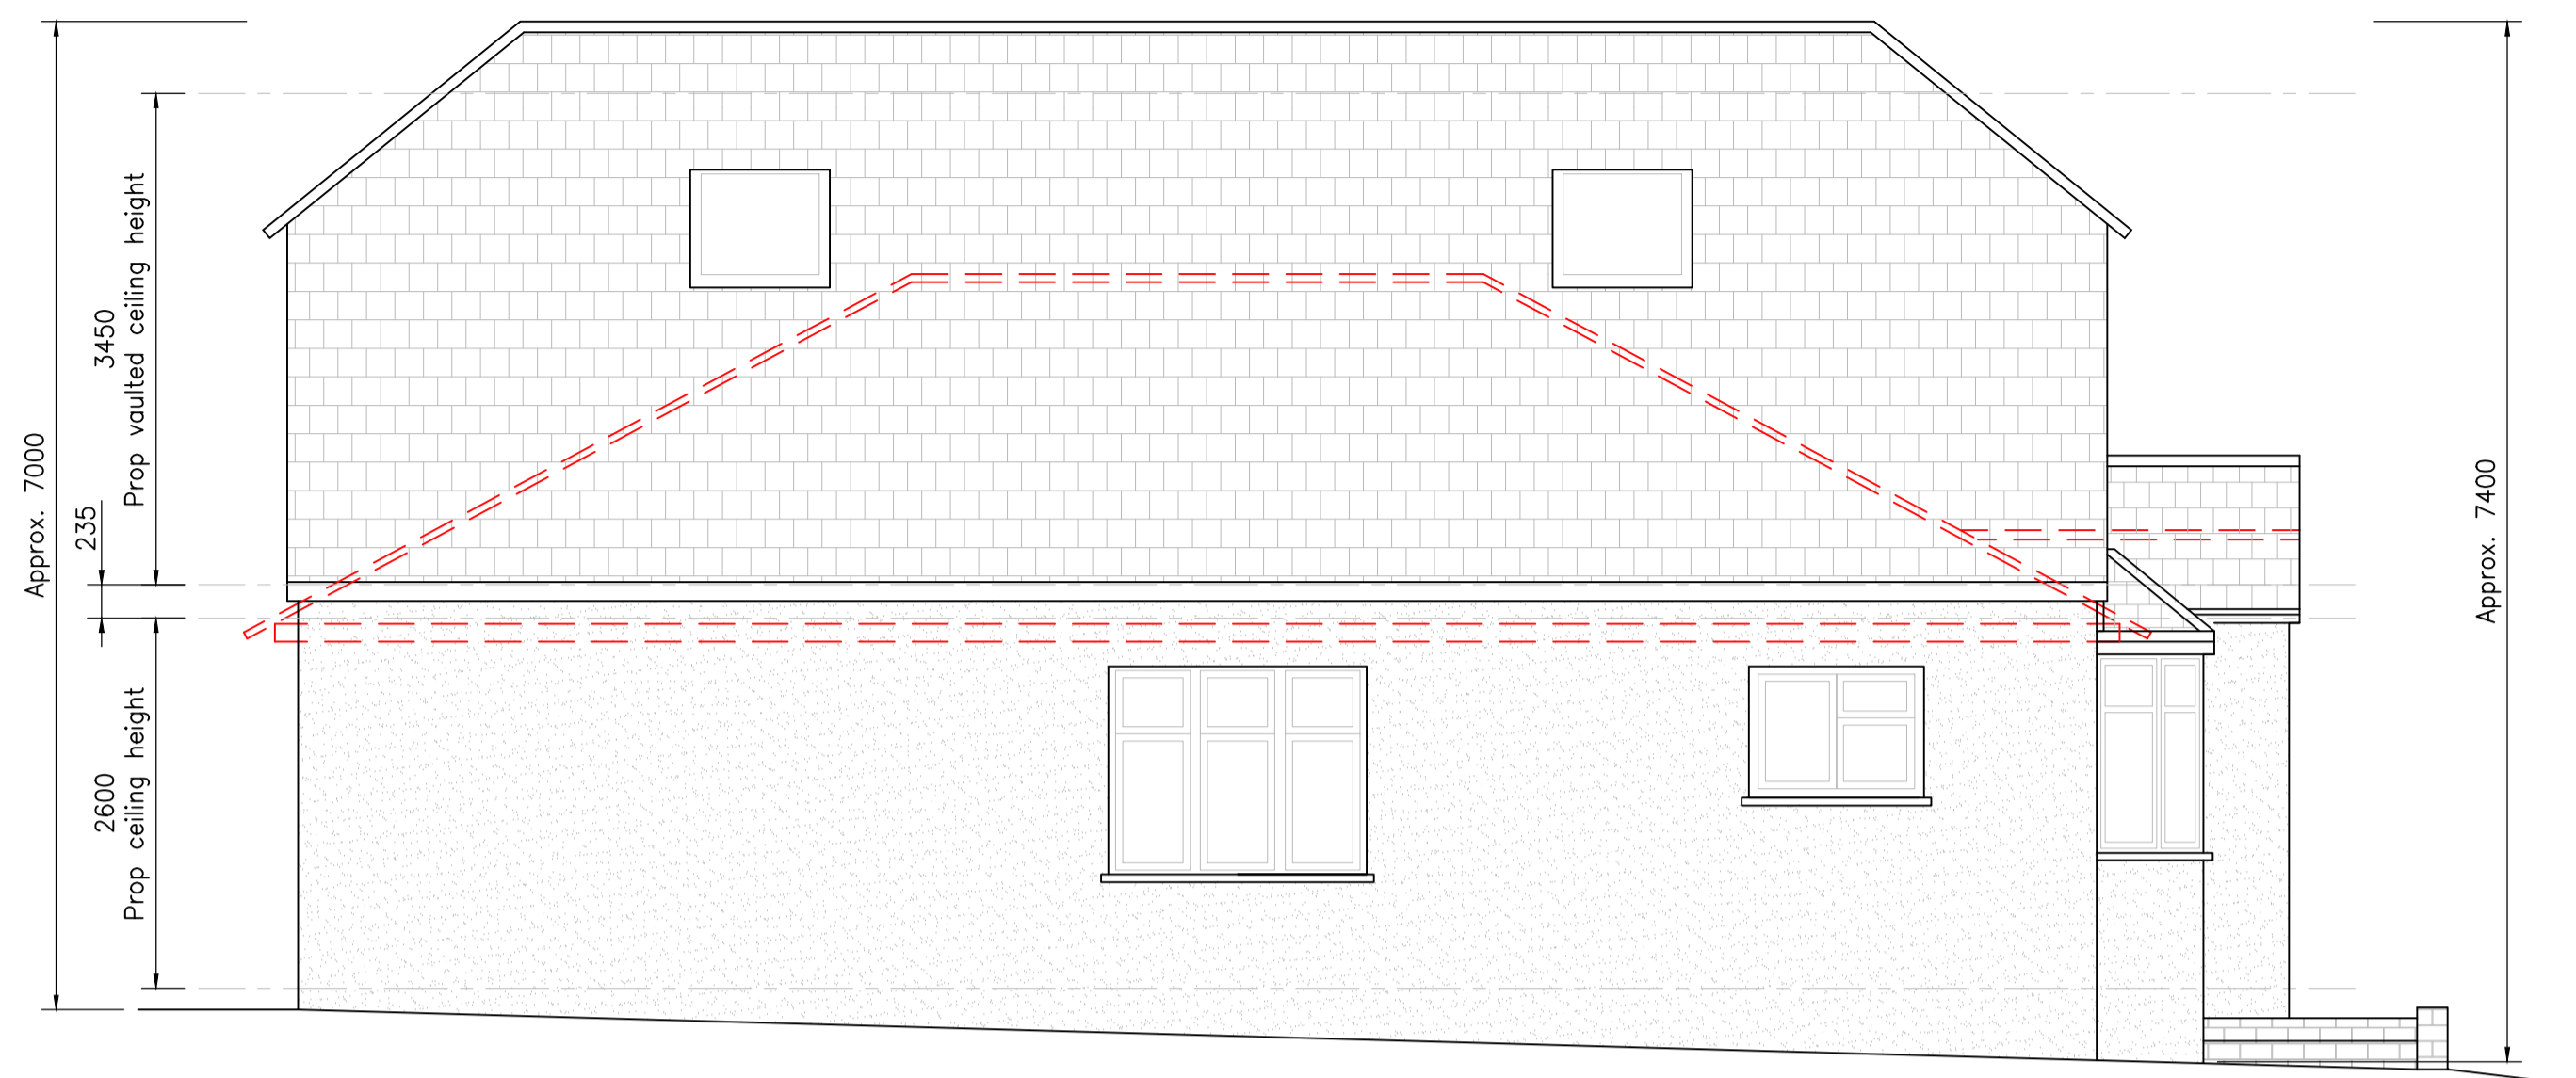 Approx. 7000
235
3450
Prop vaulted ceiling height
2600
Prop ceiling height
Approx. 7400